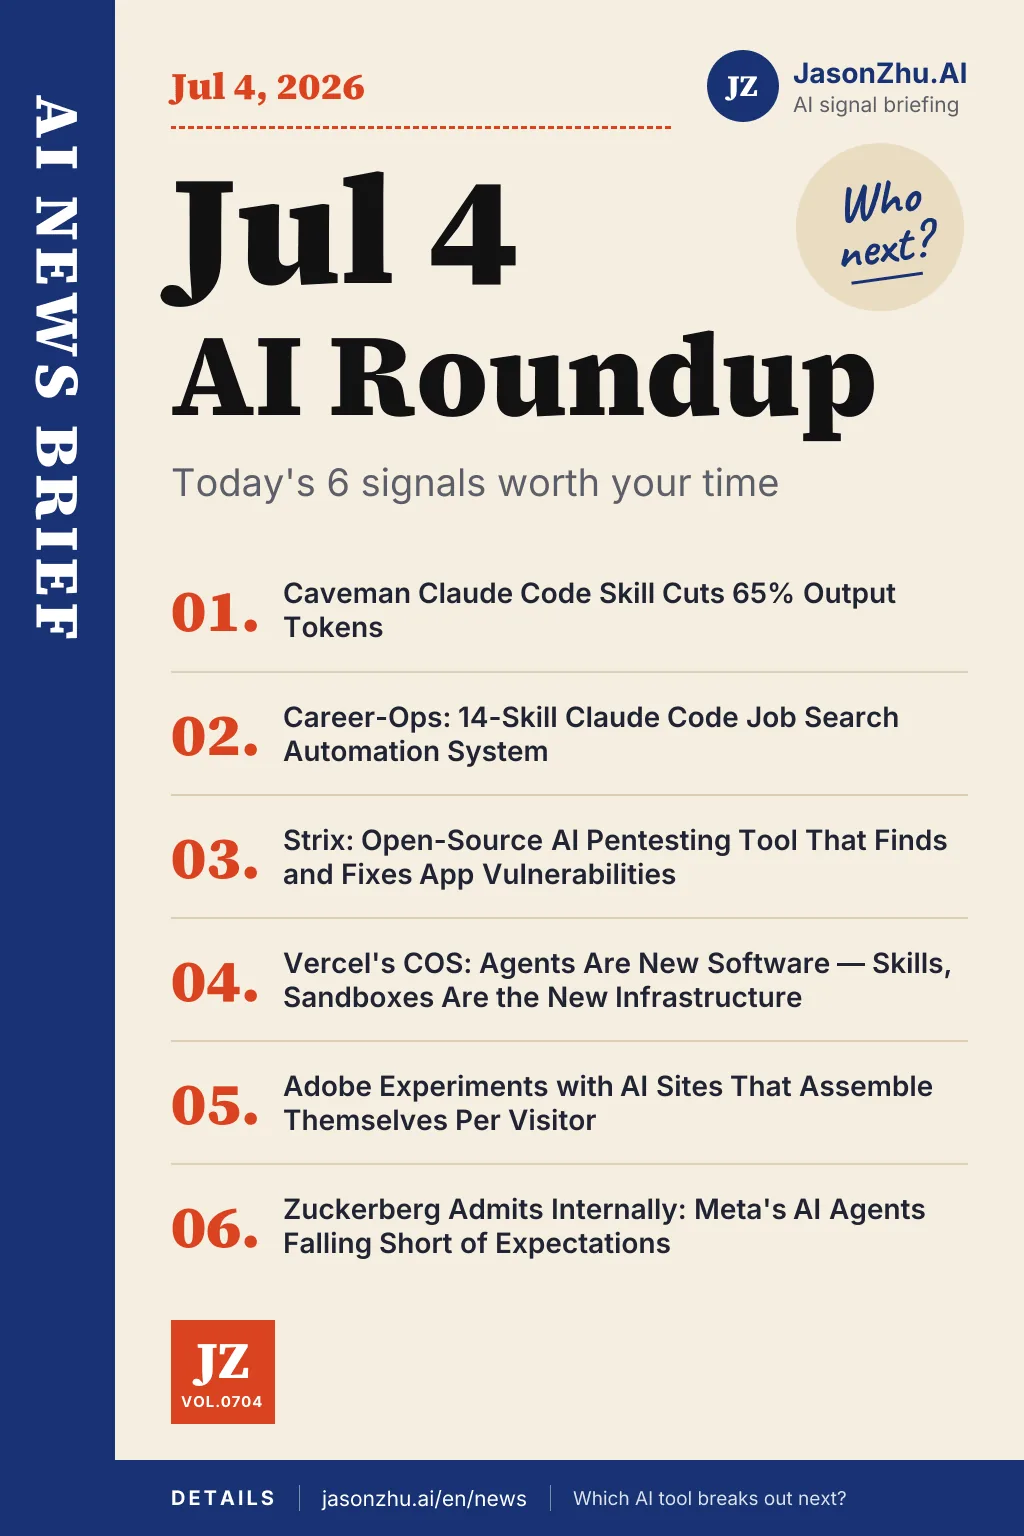 AI NEWS BRIEF
Jul 4, 2026
JZ
JasonZhu.AI
AI signal briefing
Who
next?
Jul 4
AI Roundup
Today's 6 signals worth your time
01.
Caveman Claude Code Skill Cuts 65% Output
Tokens
02.
Career-Ops: 14-Skill Claude Code Job Search
Automation System
03.
Strix: Open-Source AI Pentesting Tool That Finds
and Fixes App Vulnerabilities
04.
Vercel's COS: Agents Are New Software — Skills,
Sandboxes Are the New Infrastructure
05.
Adobe Experiments with AI Sites That Assemble
Themselves Per Visitor
06.
Zuckerberg Admits Internally: Meta's AI Agents
Falling Short of Expectations
JZ
VOL.0704
DETAILS
jasonzhu.ai/en/news
Which AI tool breaks out next?